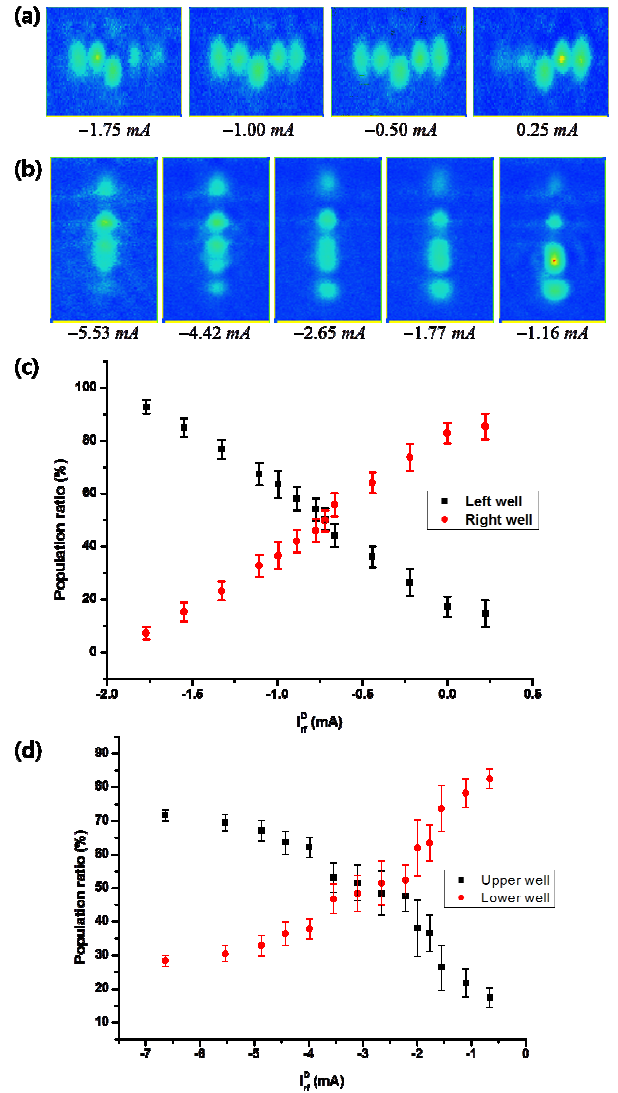 (a)
−1.75 mA −1.00 mA −0.50 mA 0.25 mA
(b)
−5.53 mA −4.42 mA −2.65 mA −1.77 mA −1.16 mA
(c)
100
80
60
40
20
0
Population ratio (%)
Left well
Right well
-2.0 -1.5 -1.0 -0.5 0.0 0.5
I_rf^D (mA)
(d)
90
80
70
60
50
40
30
20
10
Population ratio (%)
Upper well
Lower well
-7 -6 -5 -4 -3 -2 -1 0
I_rf^D (mA)